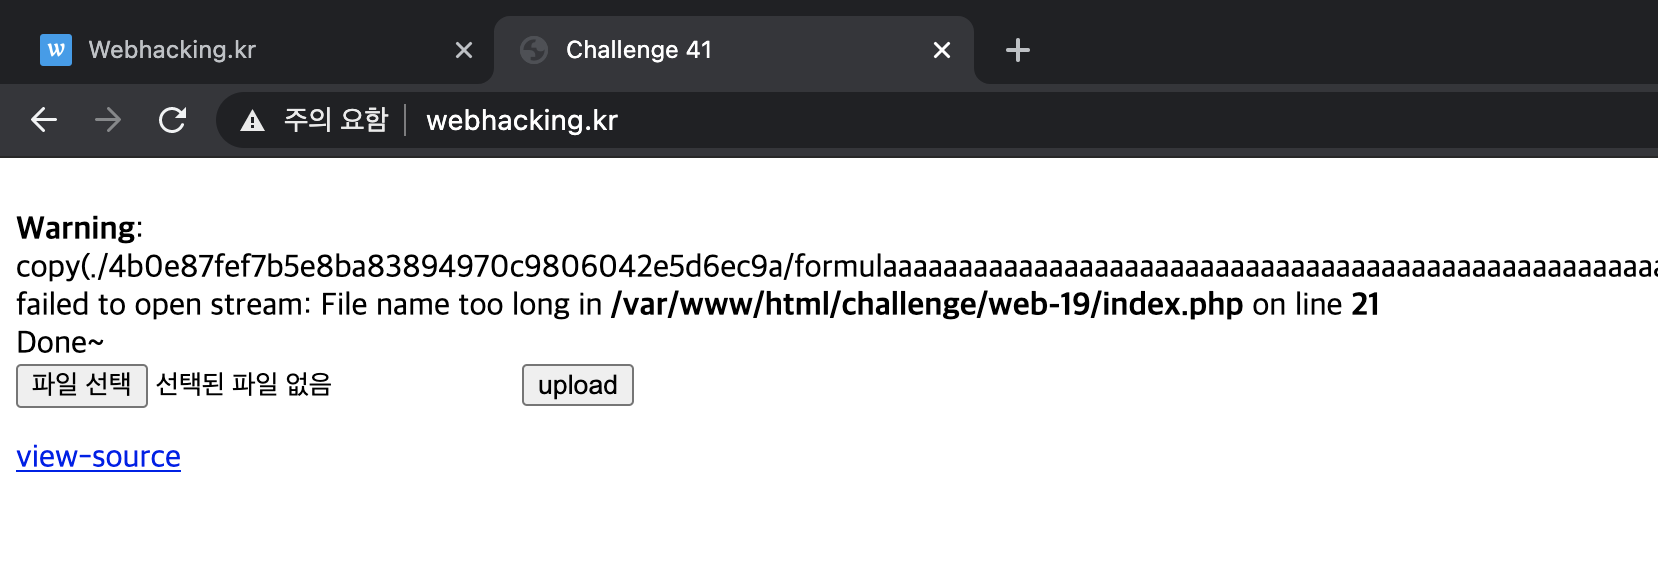 Webhacking.kr
Challenge 41
주의 요함
webhacking.kr
Warning:
copy(./4b0e87fef7b5e8ba83894970c9806042e5d6ec9a/formulaaaaaaaaaaaaaaaaaaaaaaaaaaaaaaaaaaaaaaaaaaaaaaaaaaa
failed to open stream: File name too long in /var/www/html/challenge/web-19/index.php on line 21
Done~
파일 선택 선택된 파일 없음 upload
view-source